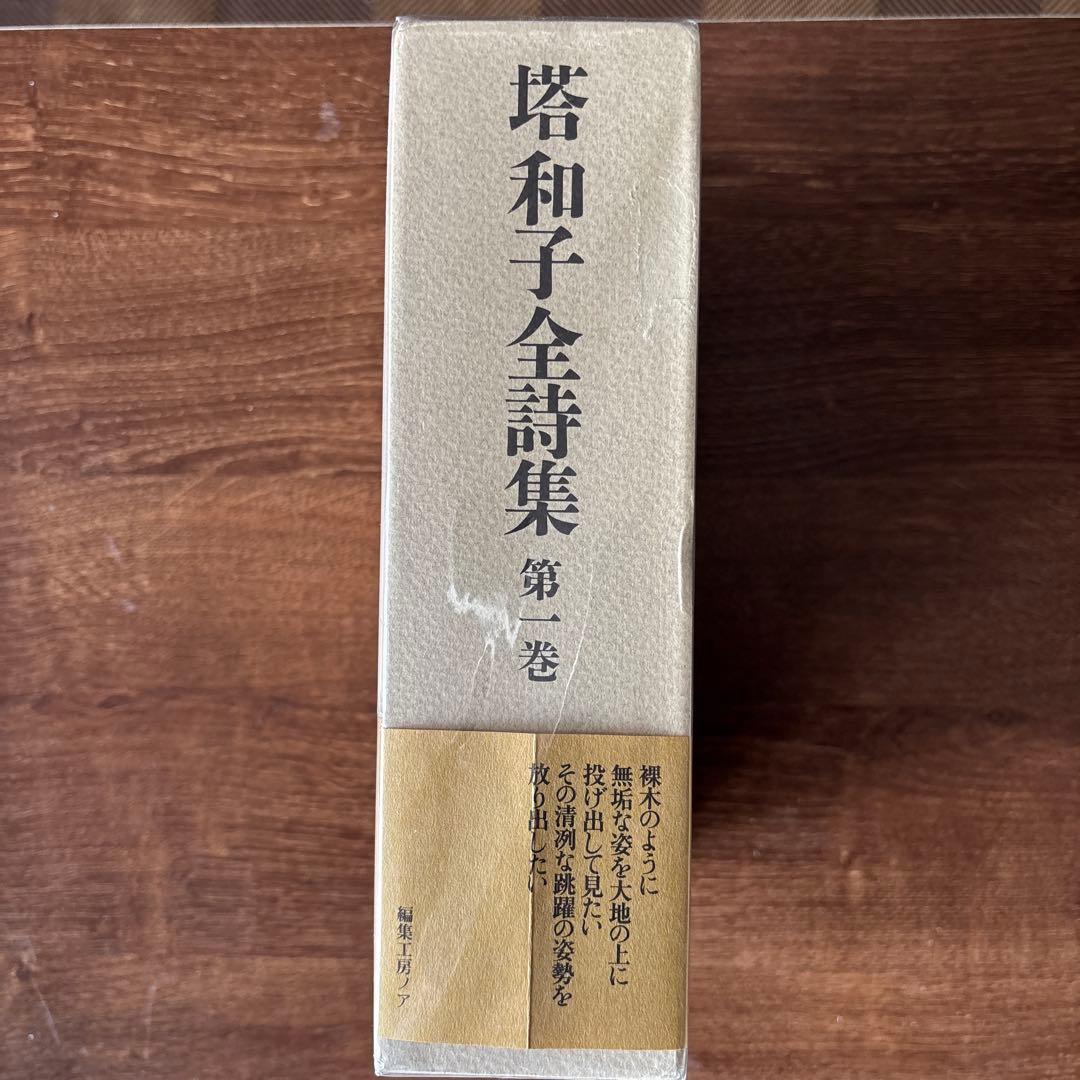 塔和子全詩集 第一巻
裸木のように
無垢な姿を大地の上に
投げ出して見たい
その清冽な跳躍の姿勢を
放り出したい
編集工房ノア